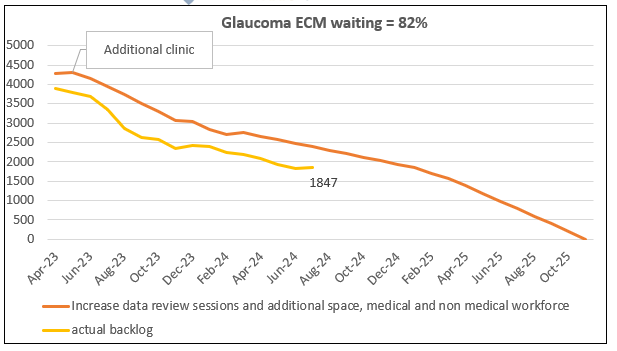 Glaucoma ECM waiting = 82%
Additional clinic
5000
4500
4000
3500
3000
2500
2000
1500
1000
500
0
1847
Apr-23
Jun-23
Aug-23
Oct-23
Dec-23
Feb-24
Apr-24
Jun-24
Aug-24
Oct-24
Dec-24
Feb-25
Apr-25
Jun-25
Aug-25
Oct-25
Increase data review sessions and additional space, medical and non medical workforce
actual backlog